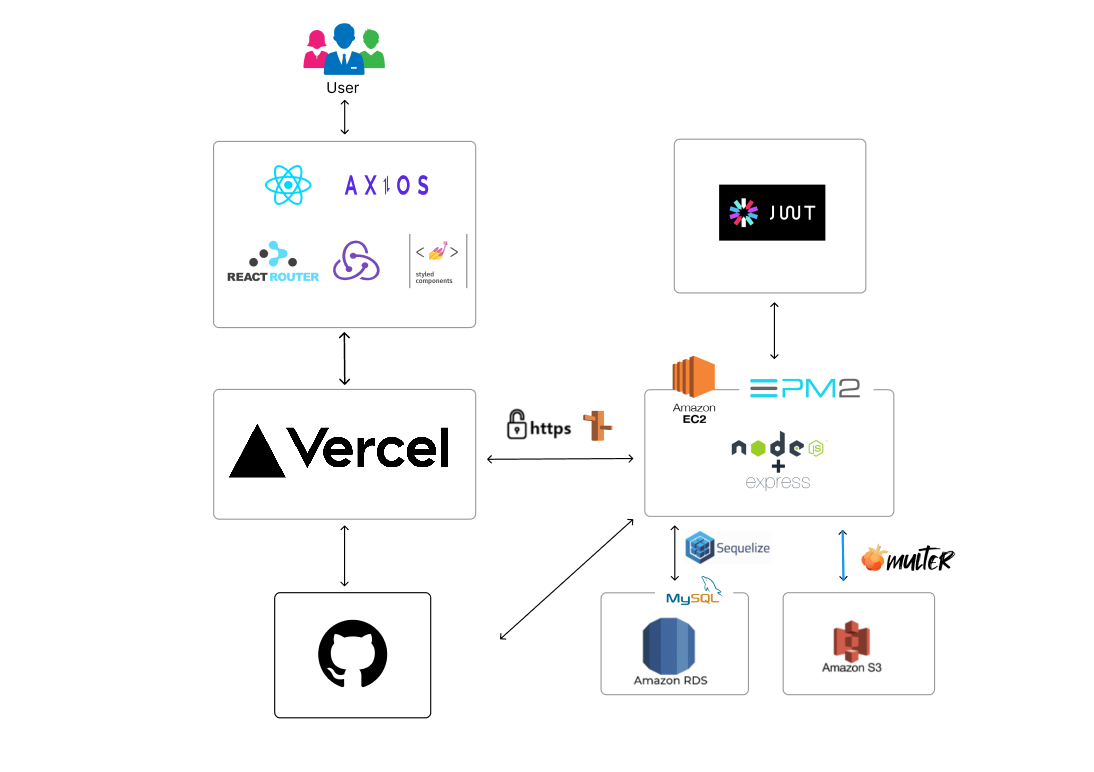 User
AXIOS
REACT ROUTER
< >
styled
components
JWT
Vercel
https
Amazon
EC2
PM2
node
JS
+
express
Sequelize
MULTER
MySQL
Amazon RDS
Amazon S3